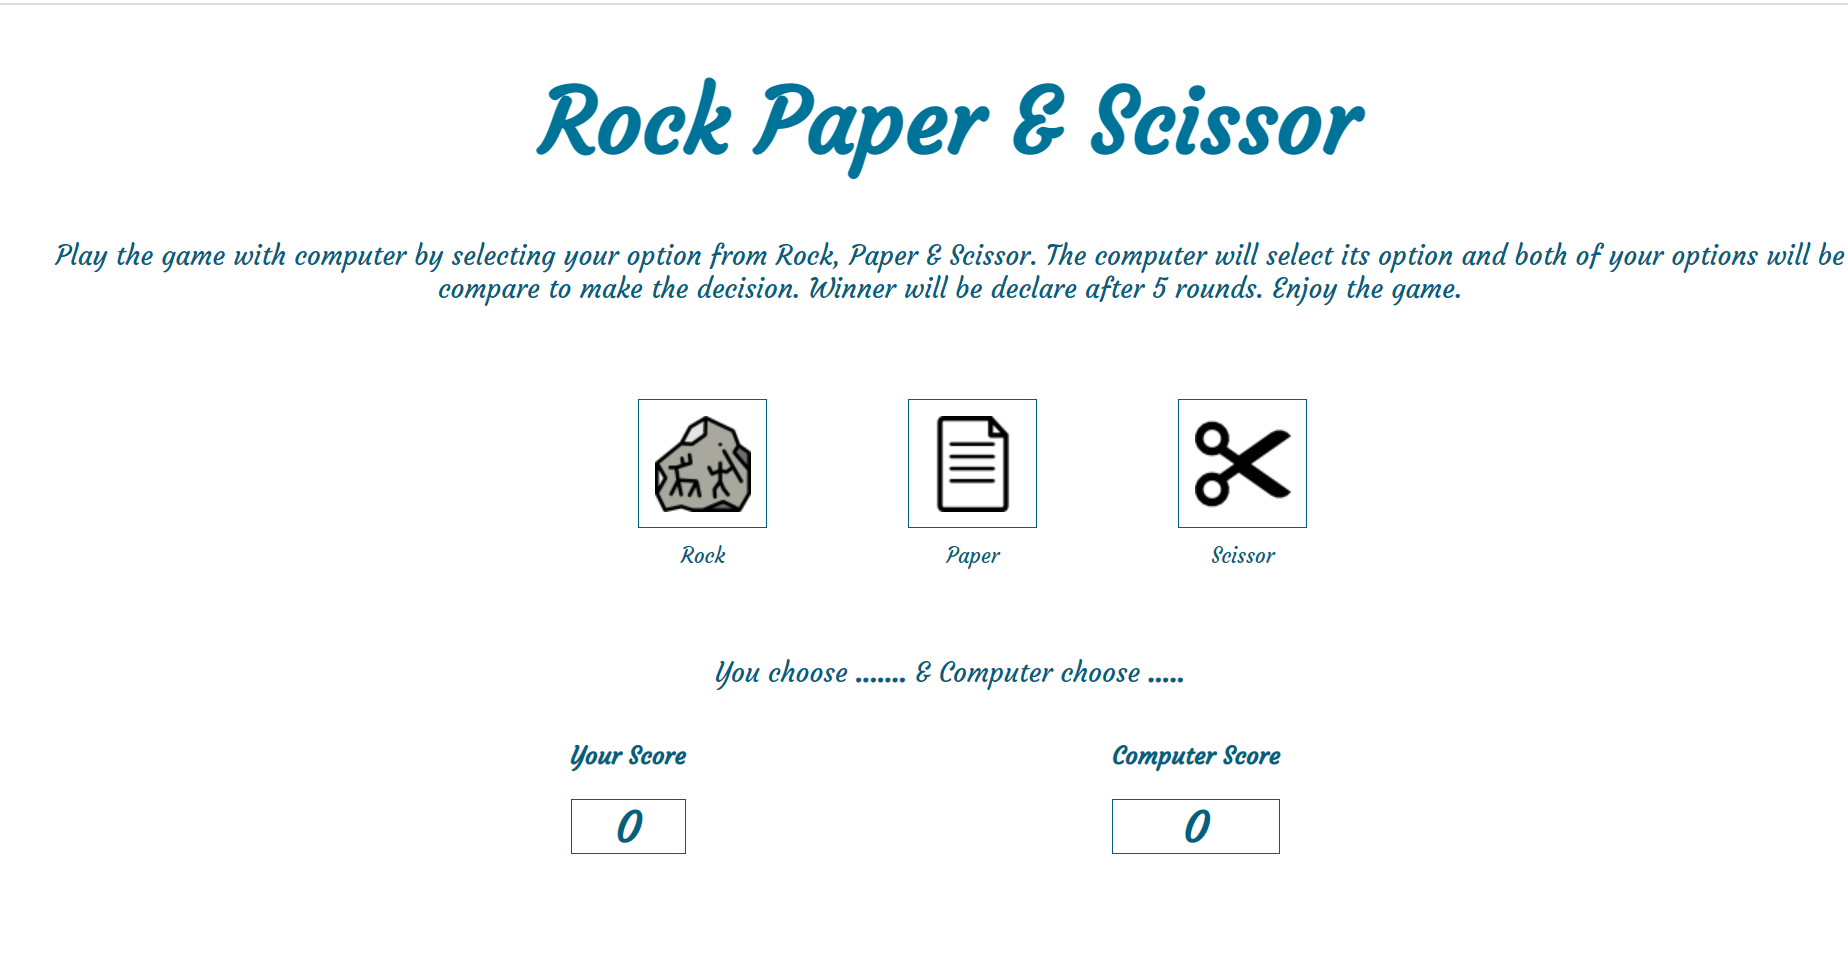 Rock Paper & Scissor
Play the game with computer by selecting your option from Rock, Paper & Scissor. The computer will select its option and both of your options will be
compare to make the decision. Winner will be declare after 5 rounds. Enjoy the game.
Rock Paper Scissor
You choose ....... & Computer choose .....
Your Score Computer Score
0 0